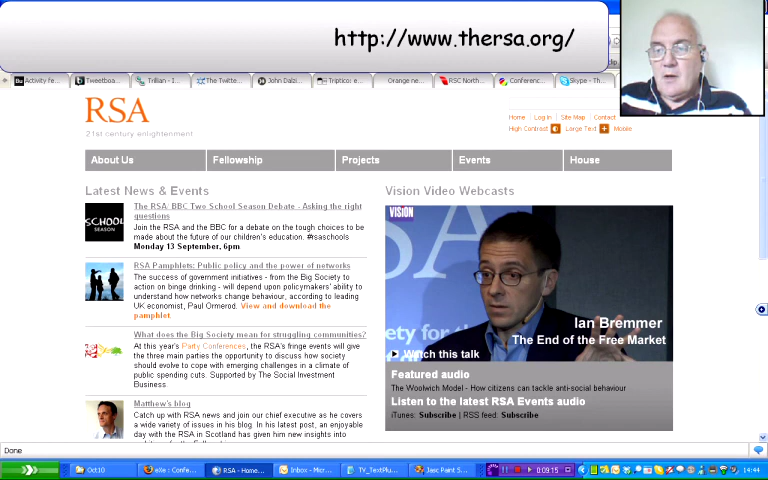 http://www.thersa.org/
Activity fe...
Tweetboa...
Trillian - 1...
The Twitte...
John Dalzi...
Triptico: e...
Orange ne...
RSC North...
Conferenc...
Skype - Th...
RSA
21st century enlightenment
Home | Log In | Site Map | Contact
High Contrast Large Text Mobile
About Us
Fellowship
Projects
Events
House
Latest News & Events
The RSA/ BBC Two School Season Debate - Asking the right
questions
SCHOOL
SEASON
Join the RSA and the BBC for a debate on the tough choices to be
made about the future of our children's education. #rsaschools
Monday 13 September, 6pm
RSA Pamphlets: Public policy and the power of networks
The success of government initiatives - from the Big Society to
action on binge drinking - will depend upon policymakers' ability to
understand how networks change behaviour, according to leading
UK economist, Paul Ormerod. View and download the
pamphlet
What does the Big Society mean for struggling communities?
At this year's Party Conferences, the RSA's fringe events will give
the three main parties the opportunity to discuss how society
should evolve to cope with emerging challenges in a climate of
public spending cuts. Supported by The Social Investment
Business.
Matthew's blog
Catch up with RSA news and join our chief executive as he covers
a wide variety of issues in his blog. In his latest post, an enjoyable
day with the RSA in Scotland has given him new insights into
Vision Video Webcasts
VISION
Ian Bremmer
The End of the Free Market
Watch this talk
Featured audio
The Woolwich Model - How citizens can tackle anti-social behaviour
Listen to the latest RSA Events audio
iTunes: Subscribe | RSS feed: Subscribe
Done
Oct10
eXe : Confe...
RSA - Home...
Inbox - Micr...
TV_TextPlu...
Jasc Paint S...
0:09:15
14:44